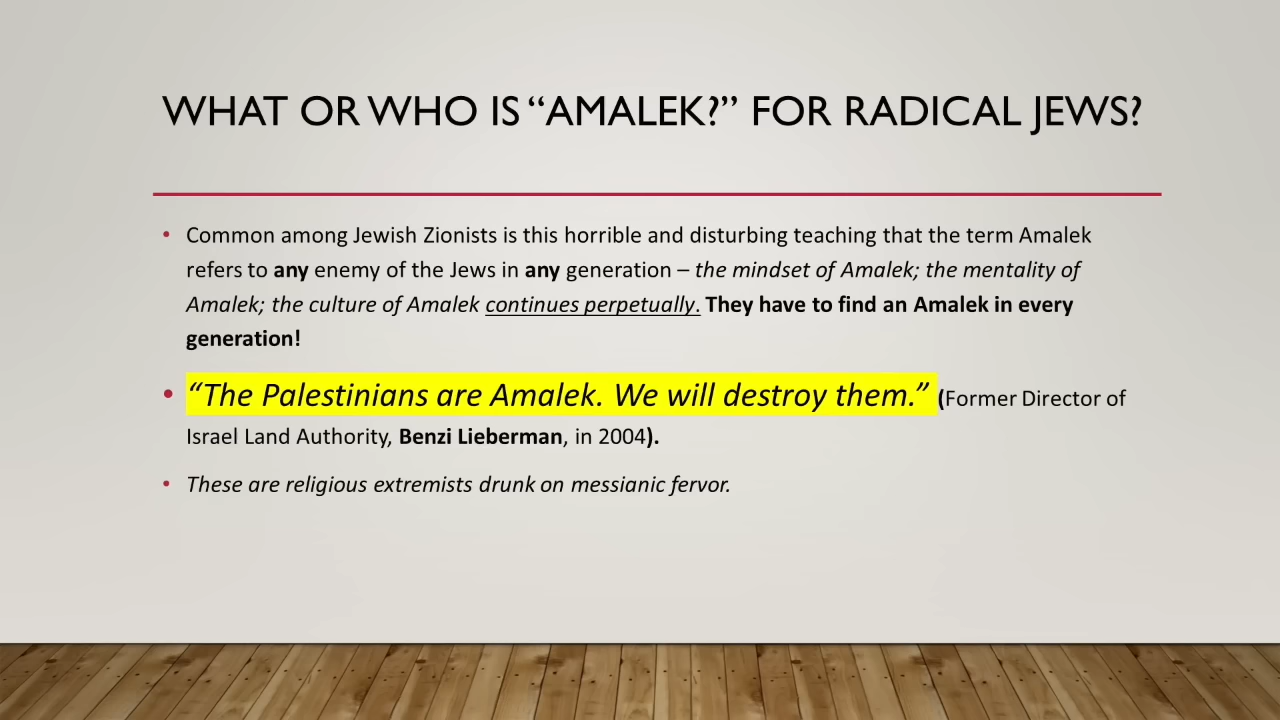 WHAT OR WHO IS “AMALEK?” FOR RADICAL JEWS?
• Common among Jewish Zionists is this horrible and disturbing teaching that the term Amalek
refers to any enemy of the Jews in any generation – the mindset of Amalek; the mentality of
Amalek; the culture of Amalek continues perpetually. They have to find an Amalek in every
generation!
• “The Palestinians are Amalek. We will destroy them.” (Former Director of
Israel Land Authority, Benzi Lieberman, in 2004).
• These are religious extremists drunk on messianic fervor.